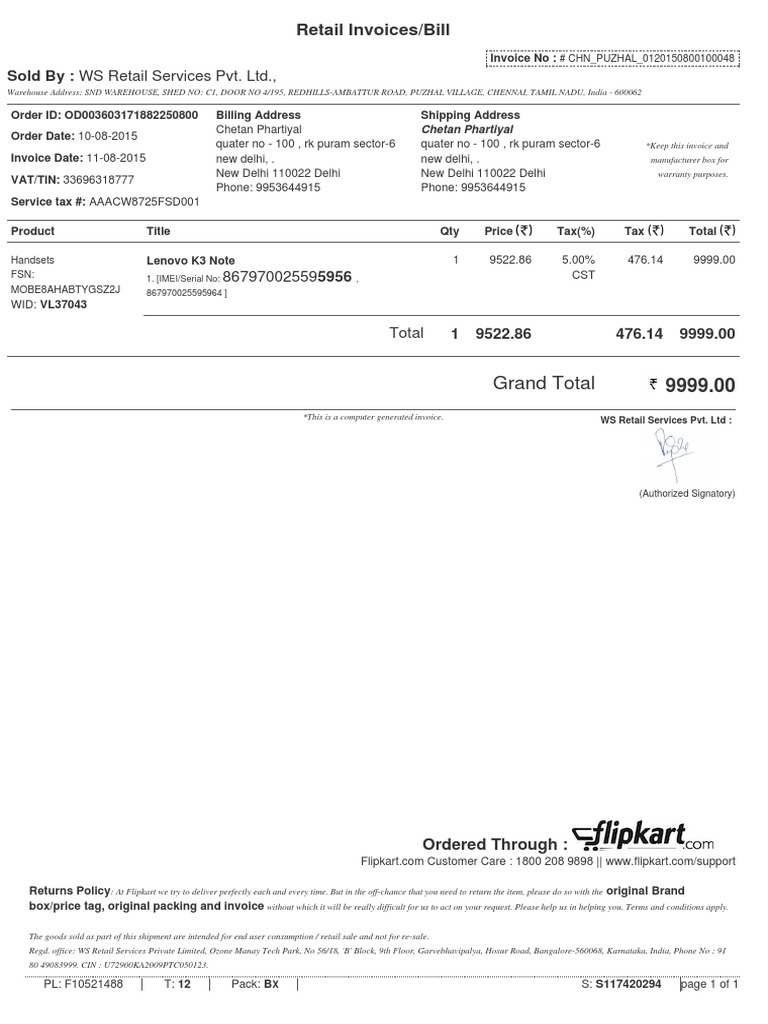 Retail Invoices/Bill
Invoice No : # CHN_PUZHAL_0120150800100048
Sold By : WS Retail Services Pvt. Ltd.,
Warehouse Address: SND WAREHOUSE, SHED NO: C1, DOOR NO 4/195, REDHILLS-AMBATTUR ROAD, PUZHAL VILLAGE, CHENNAI, TAMIL NADU, India - 600062
Order ID: OD003603171882250800
Order Date: 10-08-2015
Invoice Date: 11-08-2015
VAT/TIN: 33696318777
Service tax #: AAACW8725FSD001
Billing Address
Chetan Phartiyal
quater no - 100 , rk puram sector-6
new delhi, .
New Delhi 110022 Delhi
Phone: 9953644915
Shipping Address
Chetan Phartiyal
quater no - 100 , rk puram sector-6
new delhi, .
New Delhi 110022 Delhi
Phone: 9953644915
*Keep this invoice and
manufacturer box for
warranty purposes.
Product Title Qty Price (₹) Tax(%) Tax (₹) Total (₹)
Handsets Lenovo K3 Note 1 9522.86 5.00% 476.14 9999.00
FSN: 1. [IMEI/Serial No: 867970025595956 , CST
MOBE8AHABTYGSZ2J 867970025595964 ]
WID: VL37043
Total 1 9522.86 476.14 9999.00
Grand Total ₹ 9999.00
*This is a computer generated invoice.
WS Retail Services Pvt. Ltd :
(Authorized Signatory)
Ordered Through : flipkart.com
Flipkart.com Customer Care : 1800 208 9898 || www.flipkart.com/support
Returns Policy: At Flipkart we try to deliver perfectly each and every time. But in the off-chance that you need to return the item, please do so with the original Brand
box/price tag, original packing and invoice without which it will be really difficult for us to act on your request. Please help us in helping you. Terms and conditions apply.
The goods sold as part of this shipment are intended for end user consumption / retail sale and not for re-sale.
Regd. office: WS Retail Services Private Limited, Ozone Manay Tech Park, No 56/18, 'B' Block, 9th Floor, Garvebhavipalya, Hosur Road, Bangalore-560068, Karnataka, India, Phone No : 91
80 49083999. CIN : U72900KA2009PTC050123.
PL: F10521488 | T: 12 | Pack: BX | S: S117420294 | page 1 of 1